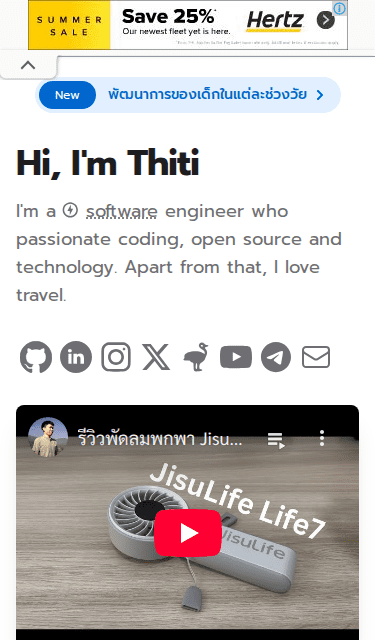 SUMMER
SALE
Save 25%*
Our newest fleet yet is here.
Hertz
New
พัฒนาการของเด็กในแต่ละช่วงวัย
Hi, I'm Thiti
I'm a software engineer who
passionate coding, open source and
technology. Apart from that, I love
travel.
in
รีวิวพัดลมพกพา Jisu...
JisuLife Life7
JisuLife